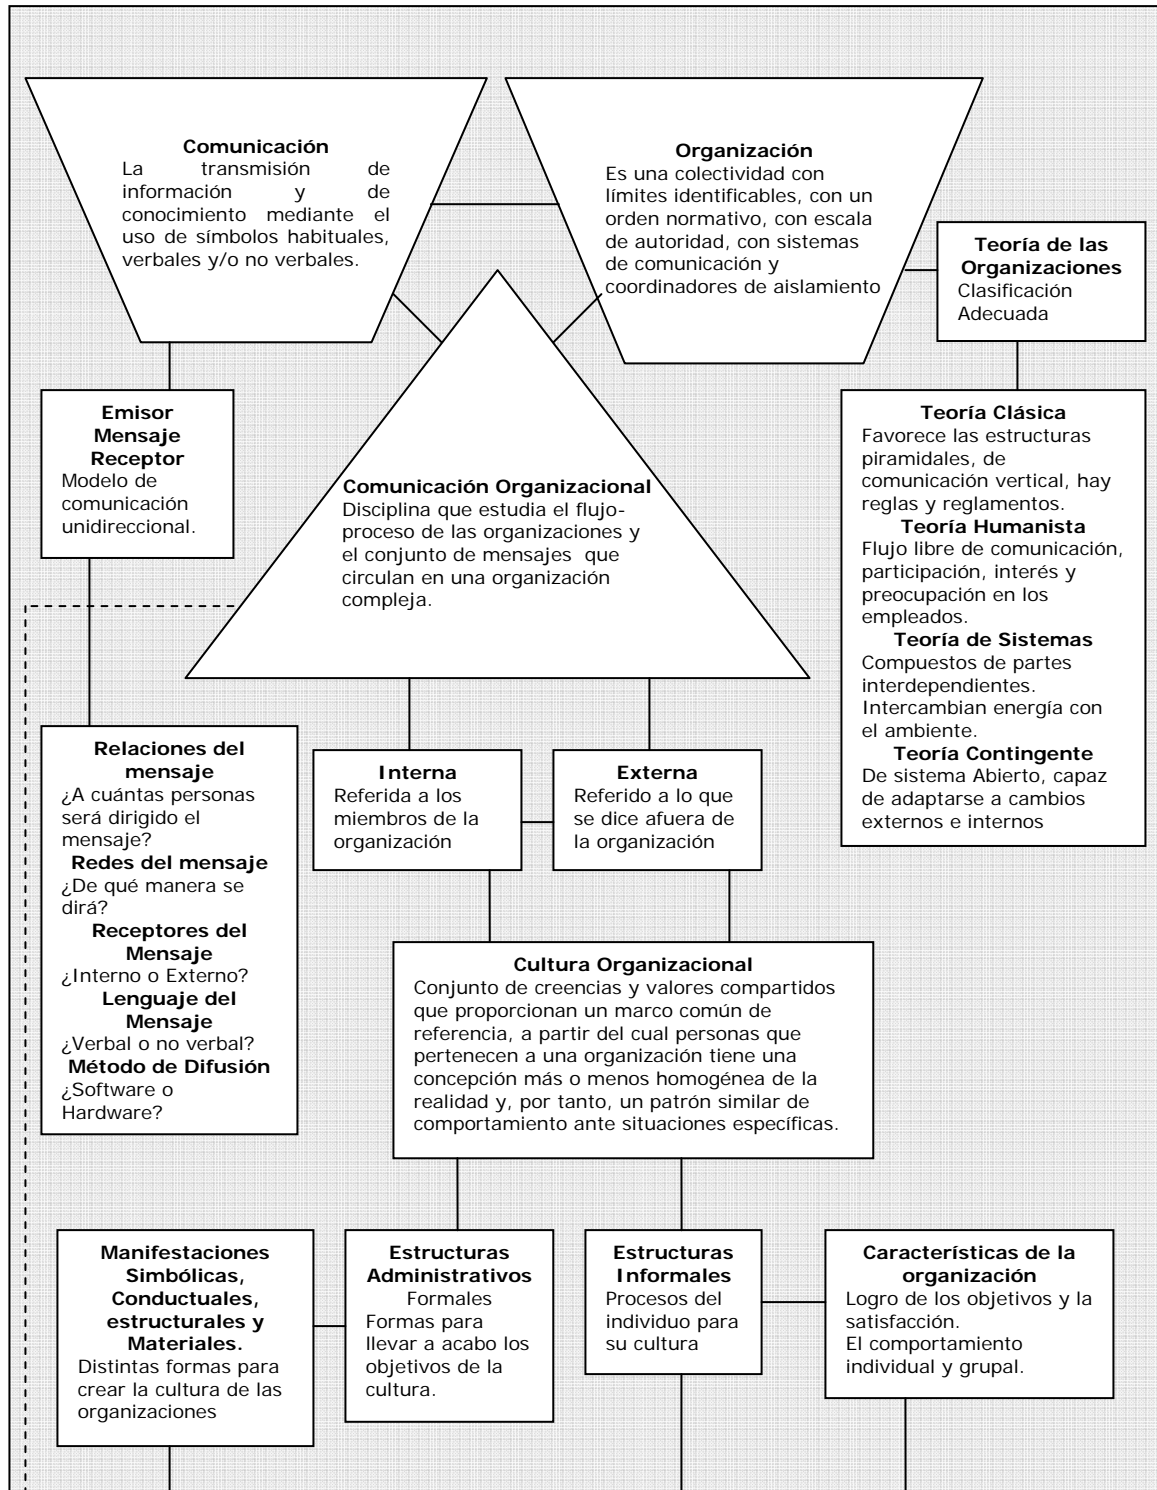 Comunicación
La transmisión de
información y de
conocimiento mediante el
uso de símbolos habituales,
verbales y/o no verbales.
Organización
Es una colectividad con
límites identificables, con un
orden normativo, con escala
de autoridad, con sistemas
de comunicación y
coordinadores de aislamiento
Teoría de las
Organizaciones
Clasificación
Adecuada
Emisor
Mensaje
Receptor
Modelo de
comunicación
unidireccional.
Comunicación Organizacional
Disciplina que estudia el flujo-
proceso de las organizaciones y
el conjunto de mensajes que
circulan en una organización
compleja.
Teoría Clásica
Favorece las estructuras
piramidales, de
comunicación vertical, hay
reglas y reglamentos.
Teoría Humanista
Flujo libre de comunicación,
participación, interés y
preocupación en los
empleados.
Teoría de Sistemas
Compuestos de partes
interdependientes.
Intercambian energía con
el ambiente.
Teoría Contingente
De sistema Abierto, capaz
de adaptarse a cambios
externos e internos
Relaciones del
mensaje
¿A cuántas personas
será dirigido el
mensaje?
Redes del mensaje
¿De qué manera se
dirá?
Receptores del
Mensaje
¿Interno o Externo?
Lenguaje del
Mensaje
¿Verbal o no verbal?
Método de Difusión
¿Software o
Hardware?
Interna
Referida a los
miembros de la
organización
Externa
Referido a lo que
se dice afuera de
la organización
Cultura Organizacional
Conjunto de creencias y valores compartidos
que proporcionan un marco común de
referencia, a partir del cual personas que
pertenecen a una organización tiene una
concepción más o menos homogénea de la
realidad y, por tanto, un patrón similar de
comportamiento ante situaciones específicas.
Manifestaciones
Simbólicas,
Conductuales,
estructurales y
Materiales.
Distintas formas para
crear la cultura de las
organizaciones
Estructuras
Administrativos
Formales
Formas para
llevar a acabo los
objetivos de la
cultura.
Estructuras
Informales
Procesos del
individuo para
su cultura
Característicias de la
organización
Logro de los objetivos y la
satisfacción.
El comportamiento
individual y grupal.